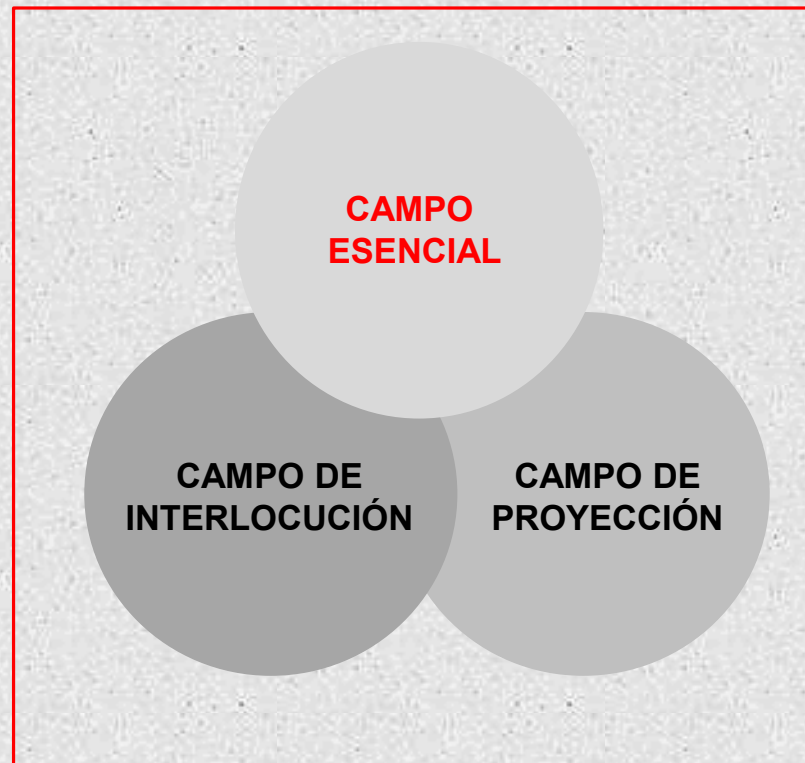 CAMPO
ESENCIAL
CAMPO DE
INTERLOCUCIÓN
CAMPO DE
PROYECCIÓN